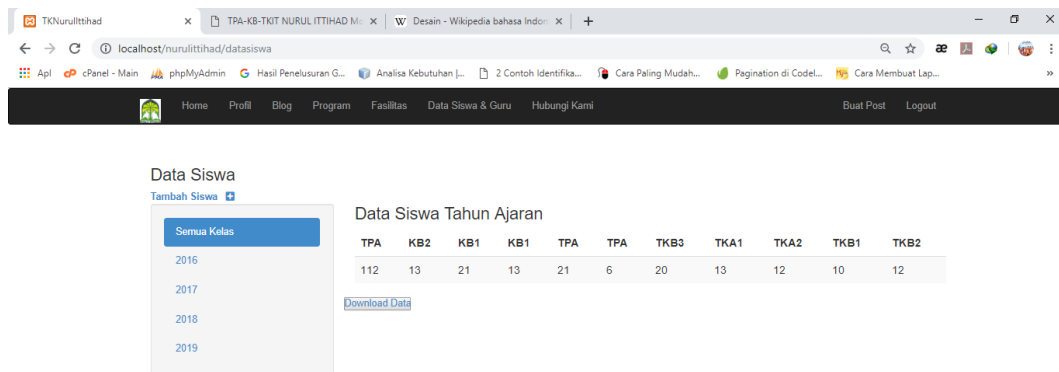 TKNurulIttihad
TPA-KB-TKIT NURUL ITTIHAD Mc
W Desain - Wikipedia bahasa Indon
localhost/nurulittihad/datasiswa
Apl cPanel - Main phpMyAdmin Hasil Penelusuran G... Analisa Kebutuhan |... 2 Contoh Identifika... Cara Paling Mudah... Pagination di CodeI... Cara Membuat Lap... »
Home Profil Blog Program Fasilitas Data Siswa & Guru Hubungi Kami Buat Post Logout
Data Siswa
Tambah Siswa
Semua Kelas
2016
2017
2018
2019
Data Siswa Tahun Ajaran
TPA KB2 KB1 KB1 TPA TPA TKB3 TKA1 TKA2 TKB1 TKB2
112 13 21 13 21 6 20 13 12 10 12
Download Data